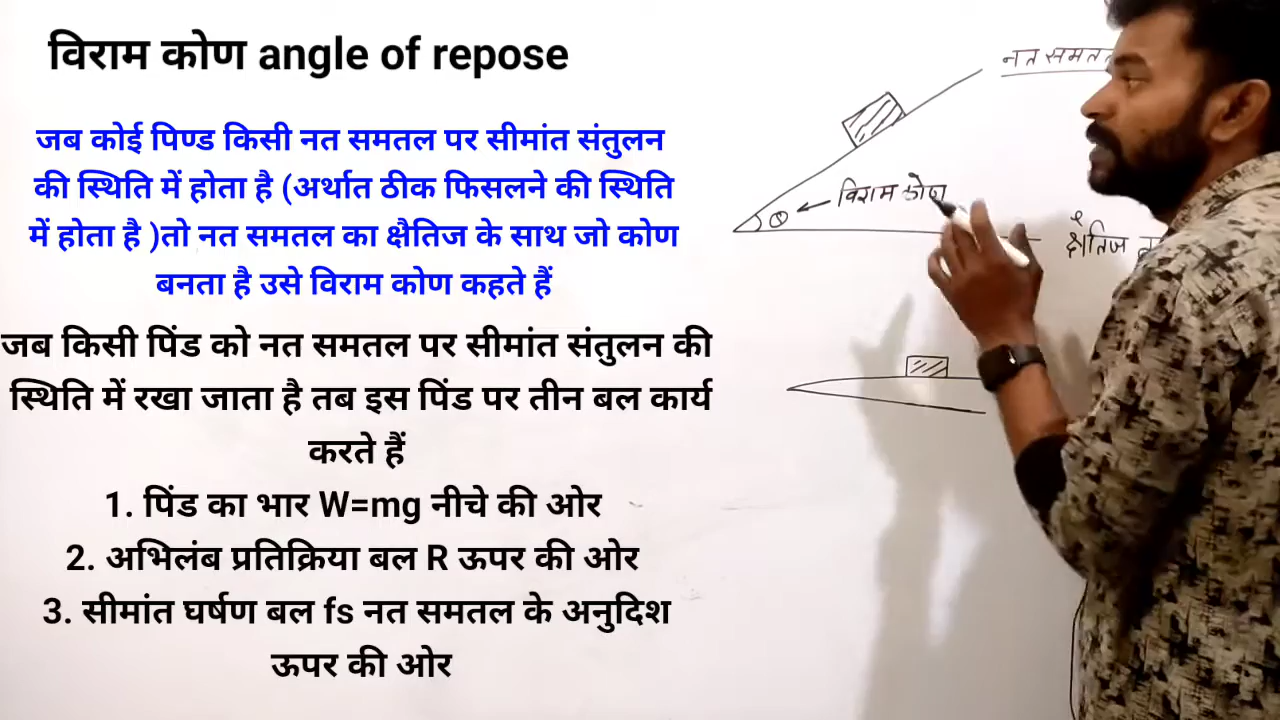 विराम कोण angle of repose
जब कोई पिण्ड किसी नत समतल पर सीमांत संतुलन
की स्थिति में होता है (अर्थात ठीक फिसलने की स्थिति
में होता है )तो नत समतल का क्षैतिज के साथ जो कोण
बनता है उसे विराम कोण कहते हैं
जब किसी पिंड को नत समतल पर सीमांत संतुलन की
स्थिति में रखा जाता है तब इस पिंड पर तीन बल कार्य
करते हैं
1. पिंड का भार W=mg नीचे की ओर
2. अभिलंब प्रतिक्रिया बल R ऊपर की ओर
3. सीमांत घर्षण बल fs नत समतल के अनुदिश
ऊपर की ओर
नत
विराम कोण
θ
क्षैतिज